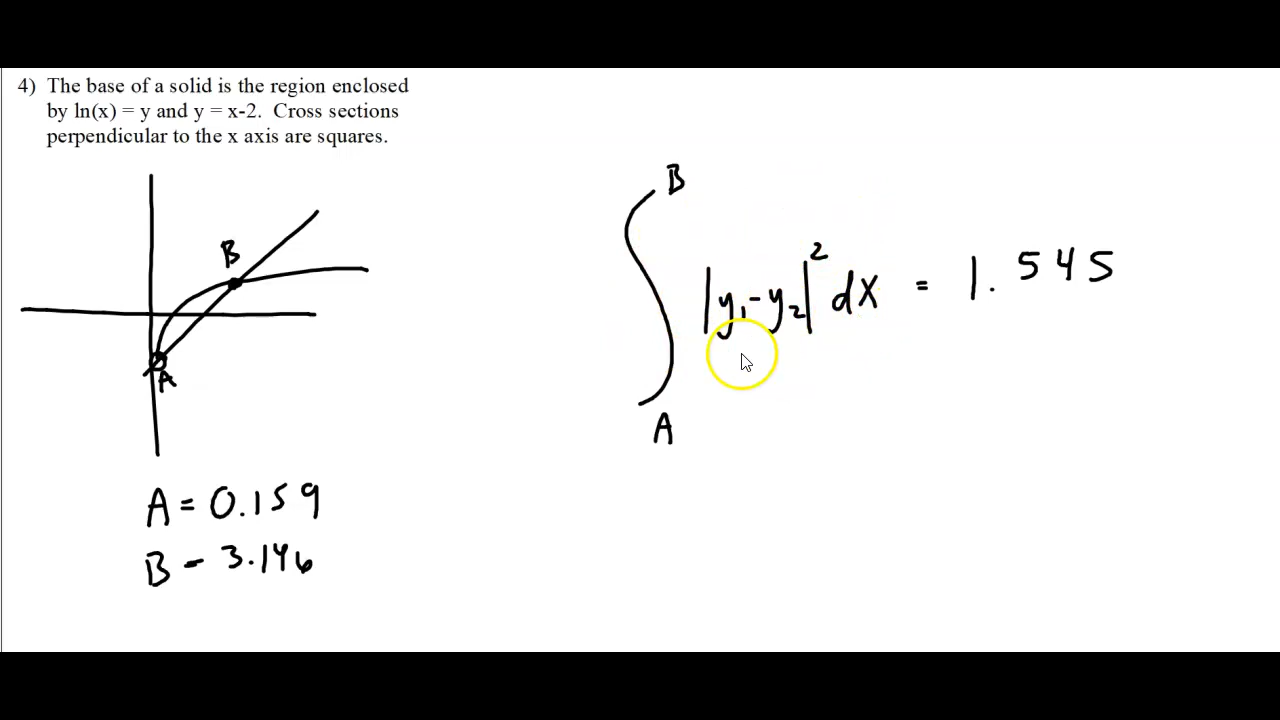 4) The base of a solid is the region enclosed
by ln(x) = y and y = x-2. Cross sections
perpendicular to the x axis are squares.
B
A
A = 0.159
B - 3.146
B
|y₁-y₂|² dx = 1.545
A